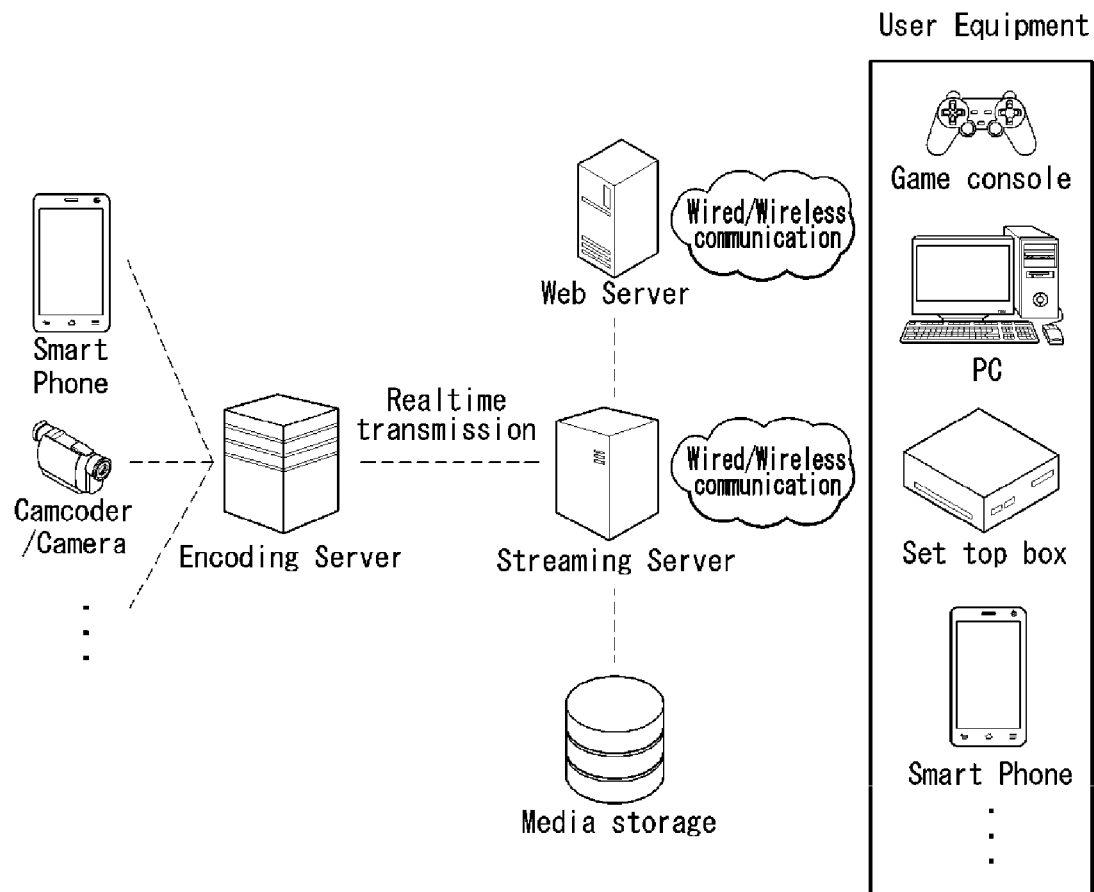 User Equipment
Game console
Wired/Wireless
communication
Web Server
Smart
Phone
PC
Realtime
transmission
Wired/Wireless
communication
Camcoder
/Camera
Encoding Server
Streaming Server
Set top box
Smart Phone
Media storage